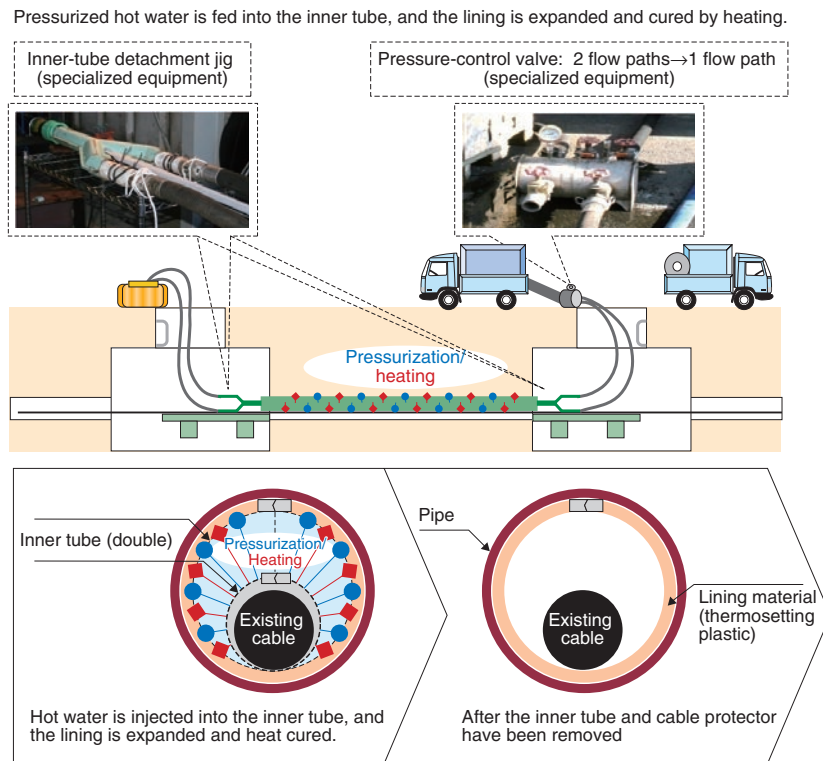 Pressurized hot water is fed into the inner tube, and the lining is expanded and cured by heating.
Inner-tube detachment jig
(specialized equipment)
Pressure-control valve:  2 flow paths→1 flow path
(specialized equipment)
Pressurization/
heating
Inner tube (double)
Pressurization/
Heating
Existing
cable
Hot water is injected into the inner tube, and
the lining is expanded and heat cured.
Pipe
Existing
cable
Lining material
(thermosetting
plastic)
After the inner tube and cable protector
have been removed